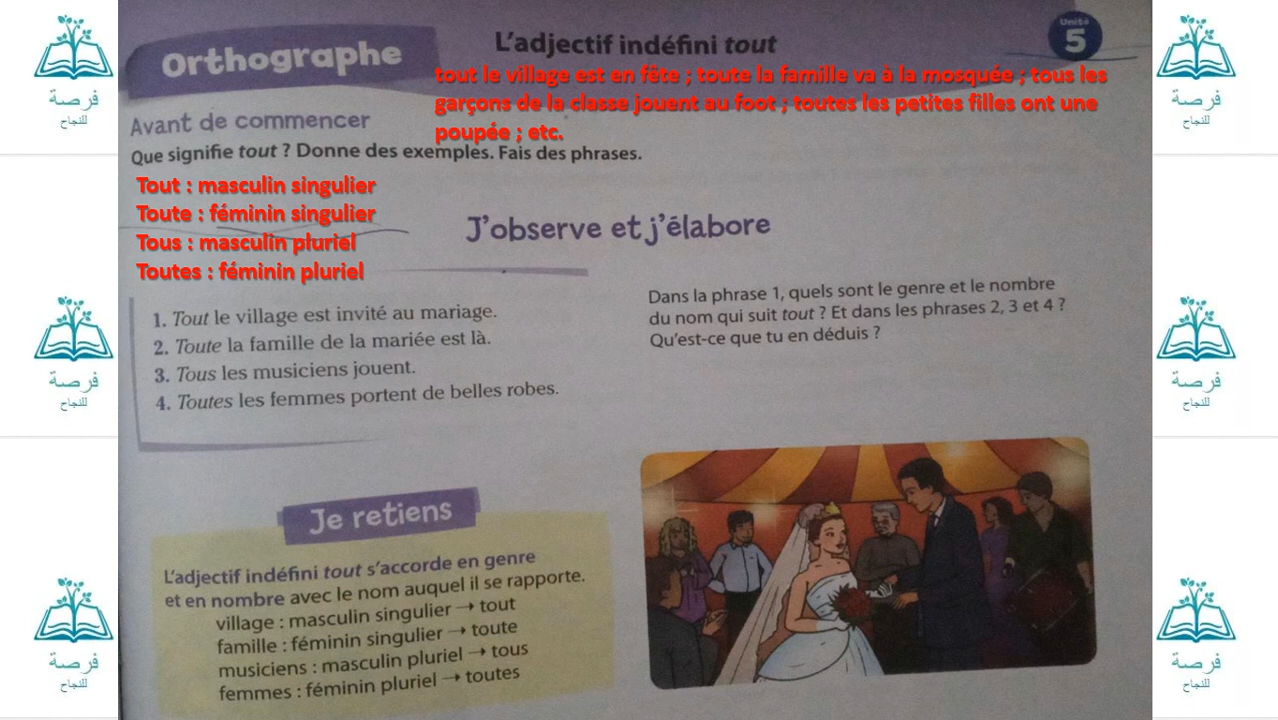 Orthographe
L'adjectif indéfini tout
Unité
5
tout le village est en fête ; toute la famille va à la mosquée ; tous les
garçons de la classe jouent au foot ; toutes les petites filles ont une
poupée ; etc.
Avant de commencer
Que signifie tout ? Donne des exemples. Fais des phrases.
Tout : masculin singulier
Toute : féminin singulier
Tous : masculin pluriel
Toutes : féminin pluriel
J'observe et j'élabore
1. Tout le village est invité au mariage.
2. Toute la famille de la mariée est là.
3. Tous les musiciens jouent.
4. Toutes les femmes portent de belles robes.
Dans la phrase 1, quels sont le genre et le nombre
du nom qui suit tout ? Et dans les phrases 2, 3 et 4 ?
Qu'est-ce que tu en déduis ?
Je retiens
L'adjectif indéfini tout s'accorde en genre
et en nombre avec le nom auquel il se rapporte.
village : masculin singulier → tout
famille : féminin singulier → toute
musiciens : masculin pluriel → tous
femmes : féminin pluriel → toutes
فرصة
للنجاح
فرصة
للنجاح
فرصة
للنجاح
فرصة
للنجاح
فرصة
للنجاح
فرصة
للنجاح